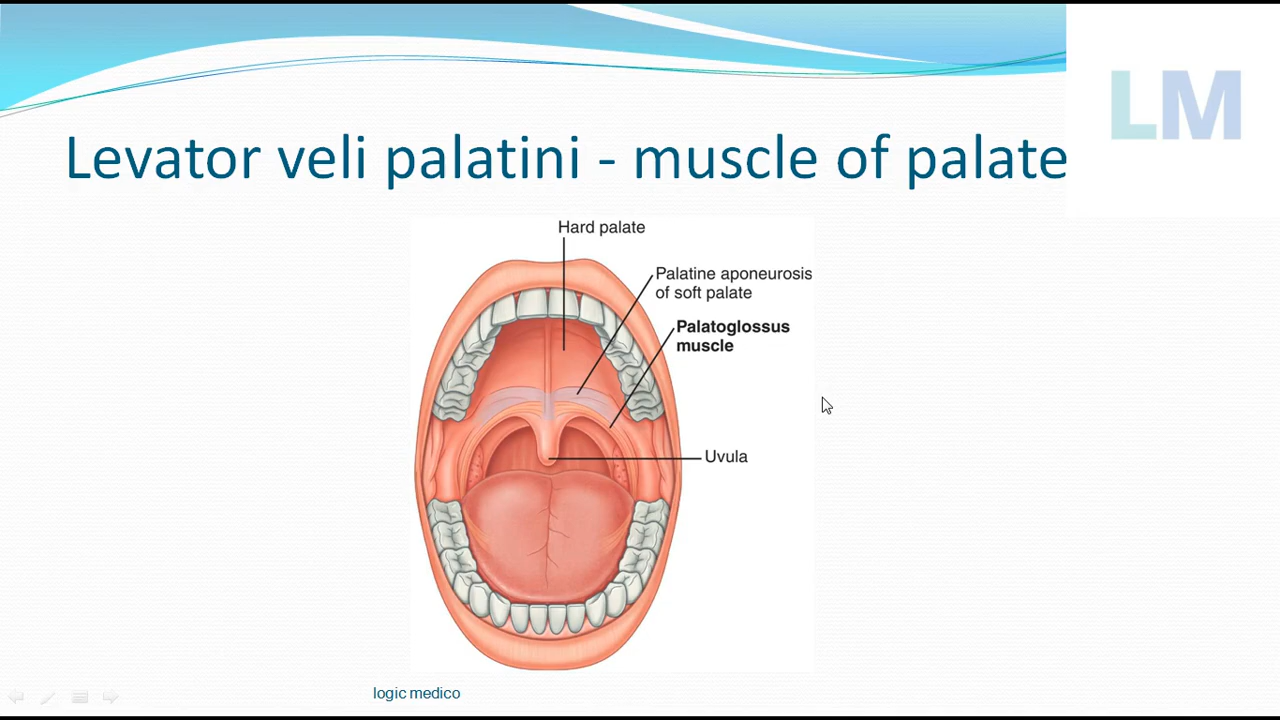 LM
Levator veli palatini - muscle of palate
Hard palate
Palatine aponeurosis
of soft palate
Palatoglossus
muscle
Uvula
logic medico